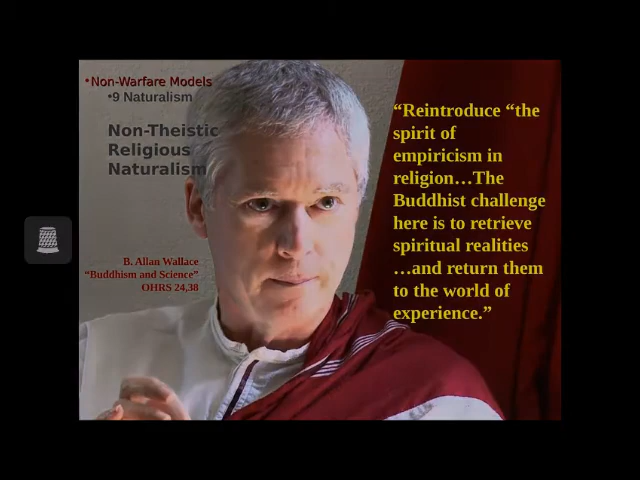 •Non-Warfare Models
•9 Naturalism
Non-Theistic
Religious
Naturalism
B. Allan Wallace
“Buddhism and Science”
OHRS 24,38
“Reintroduce “the
spirit of
empiricism in
religion…The
Buddhist challenge
here is to retrieve
spiritual realities
…and return them
to the world of
experience.”